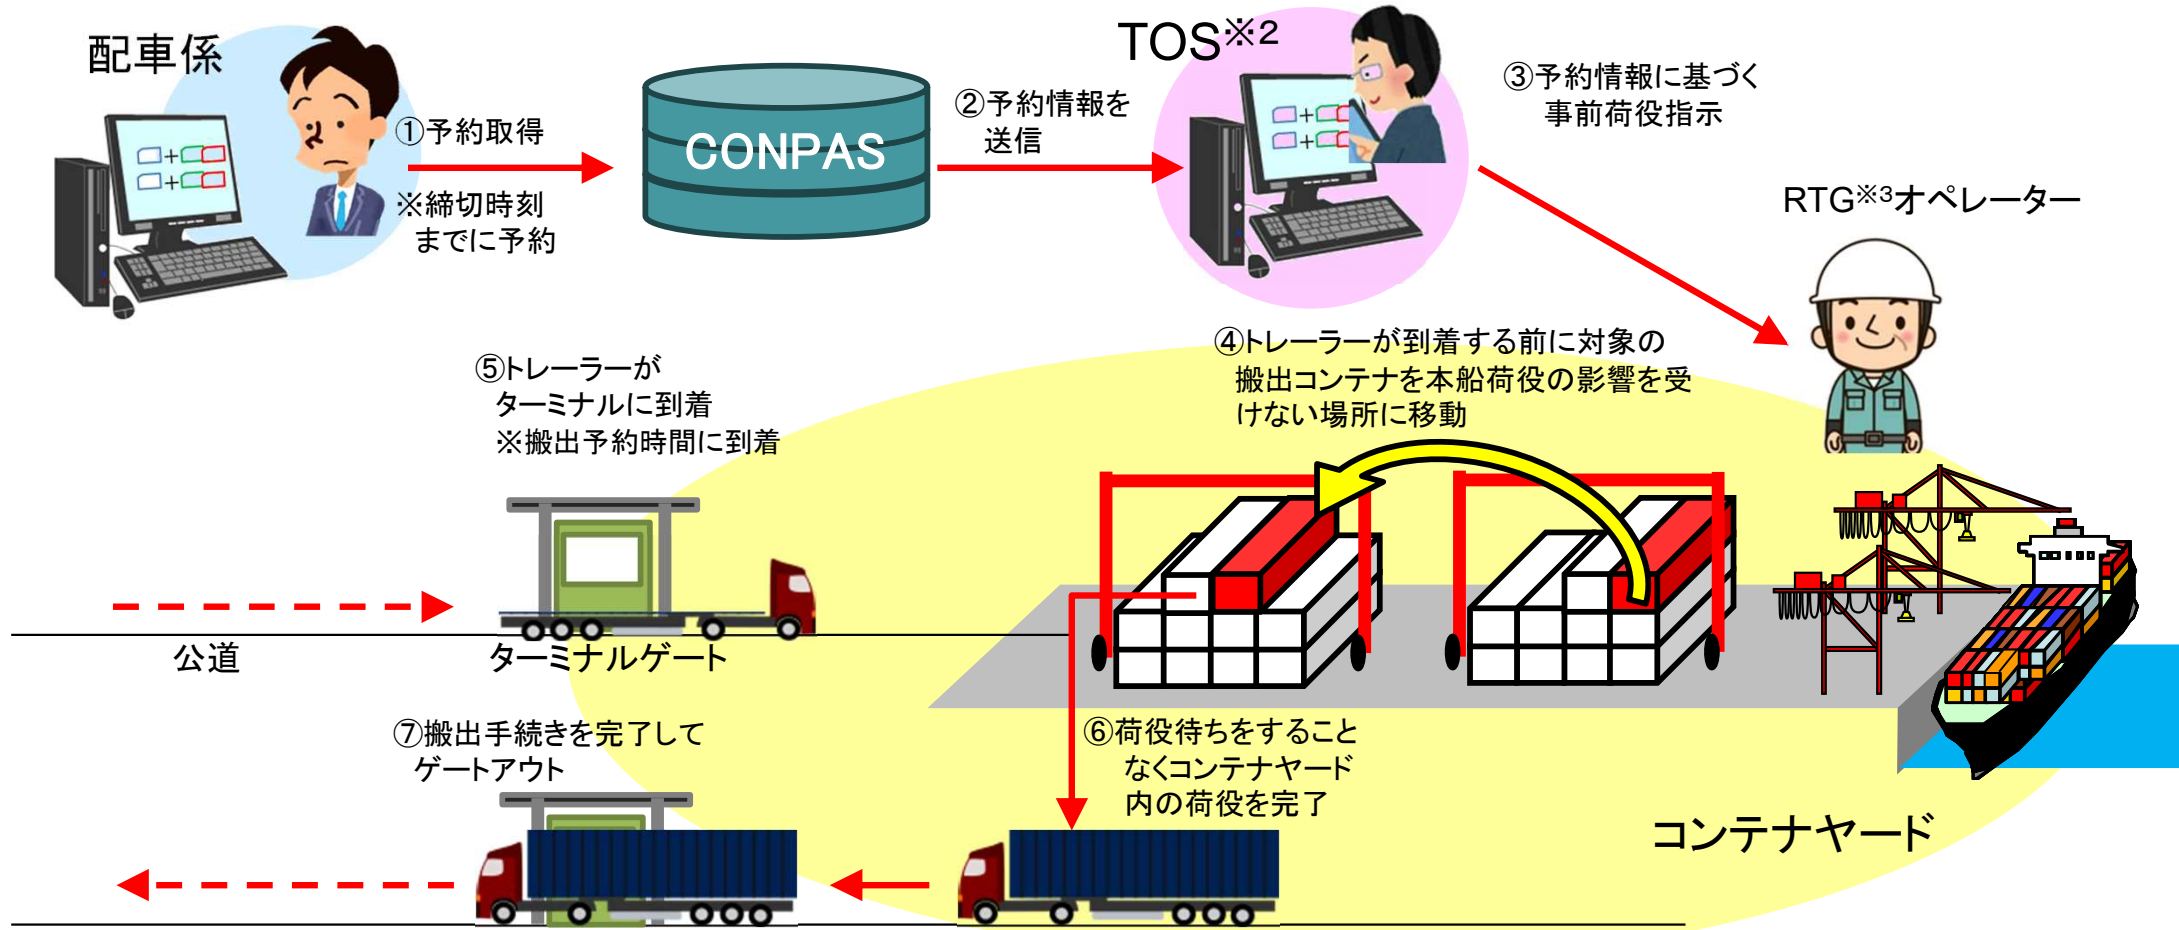 配車係
①予約取得
※締切時刻
までに予約
CONPAS
②予約情報を
送信
TOS※2
③予約情報に基づく
事前荷役指示
RTG※3オペレーター
④トレーラーが到着する前に対象の
搬出コンテナを本船荷役の影響を受
けない場所に移動
⑤トレーラーが
ターミナルに到着
※搬出予約時間に到着
公道
ターミナルゲート
⑥荷役待ちをすること
なくコンテナヤード
内の荷役を完了
⑦搬出手続きを完了して
ゲートアウト
コンテナヤード